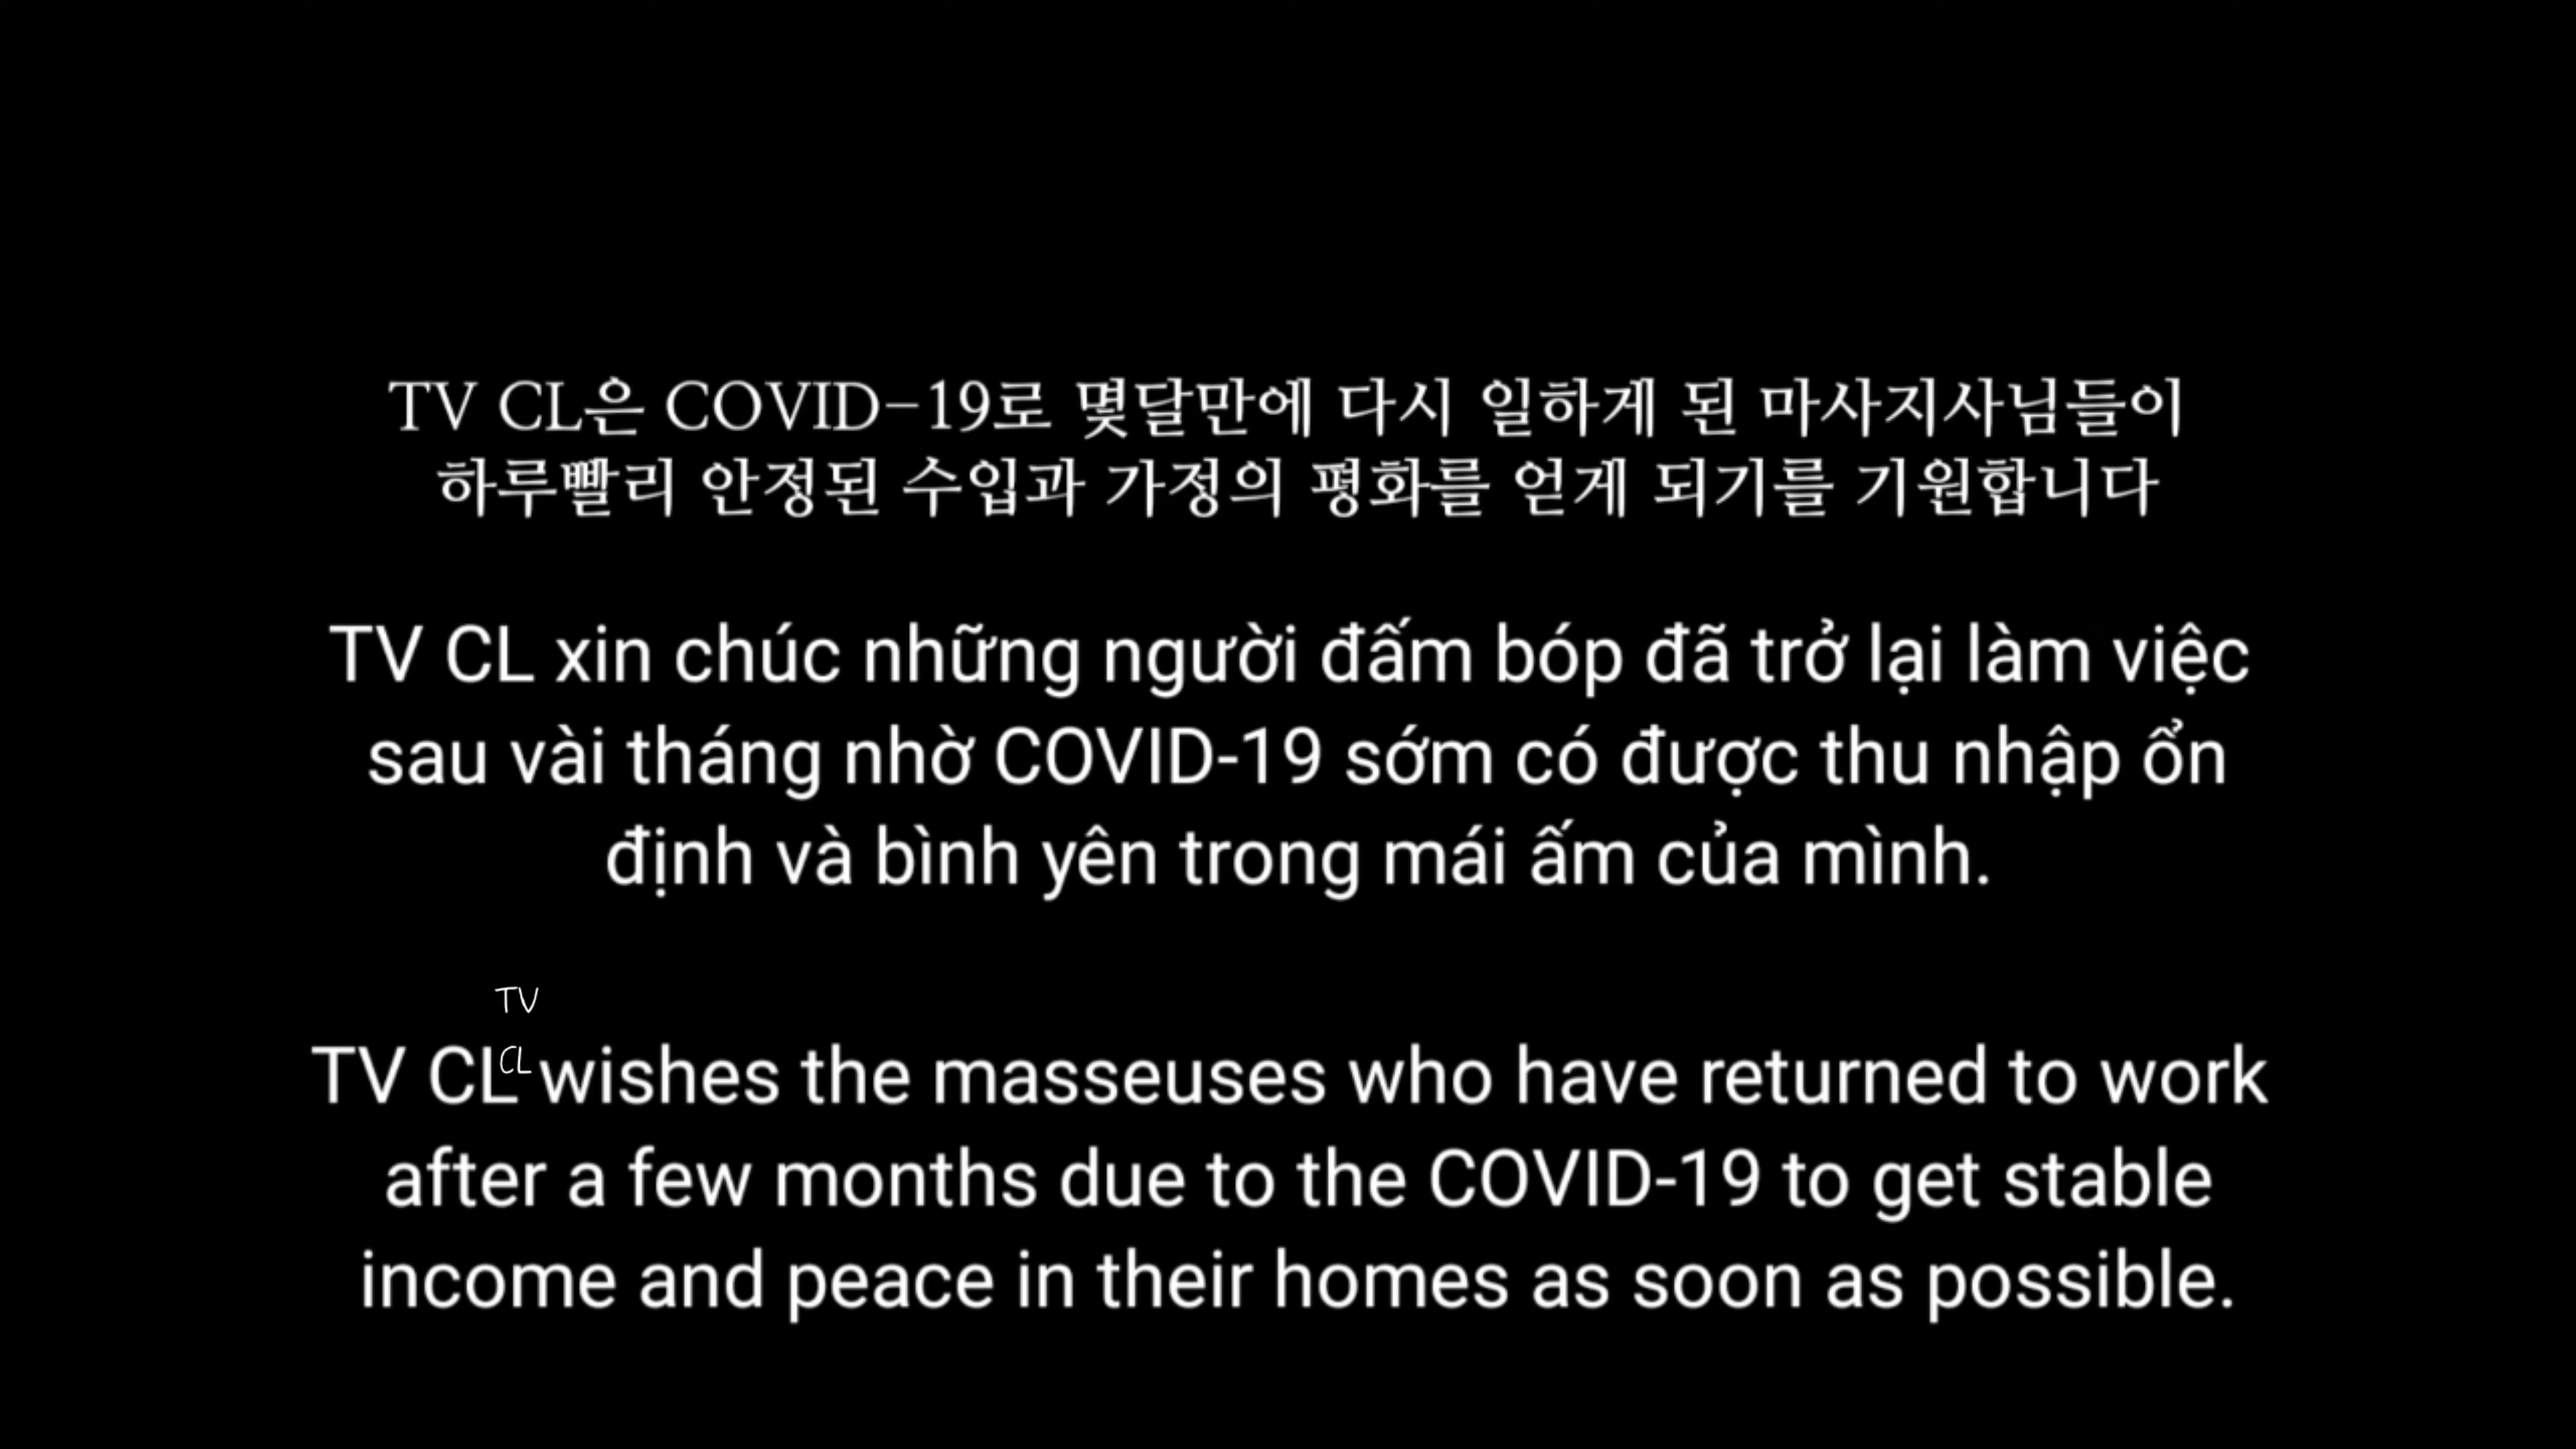 TV CL은 COVID-19로 몇달만에 다시 일하게 된 마사지사님들이
하루빨리 안정된 수입과 가정의 평화를 얻게 되기를 기원합니다
TV CL xin chúc những người đấm bóp đã trở lại làm việc
sau vài tháng nhờ COVID-19 sớm có được thu nhập ổn
định và bình yên trong mái ấm của mình.
TV
CL
TV CL wishes the masseuses who have returned to work
after a few months due to the COVID-19 to get stable
income and peace in their homes as soon as possible.